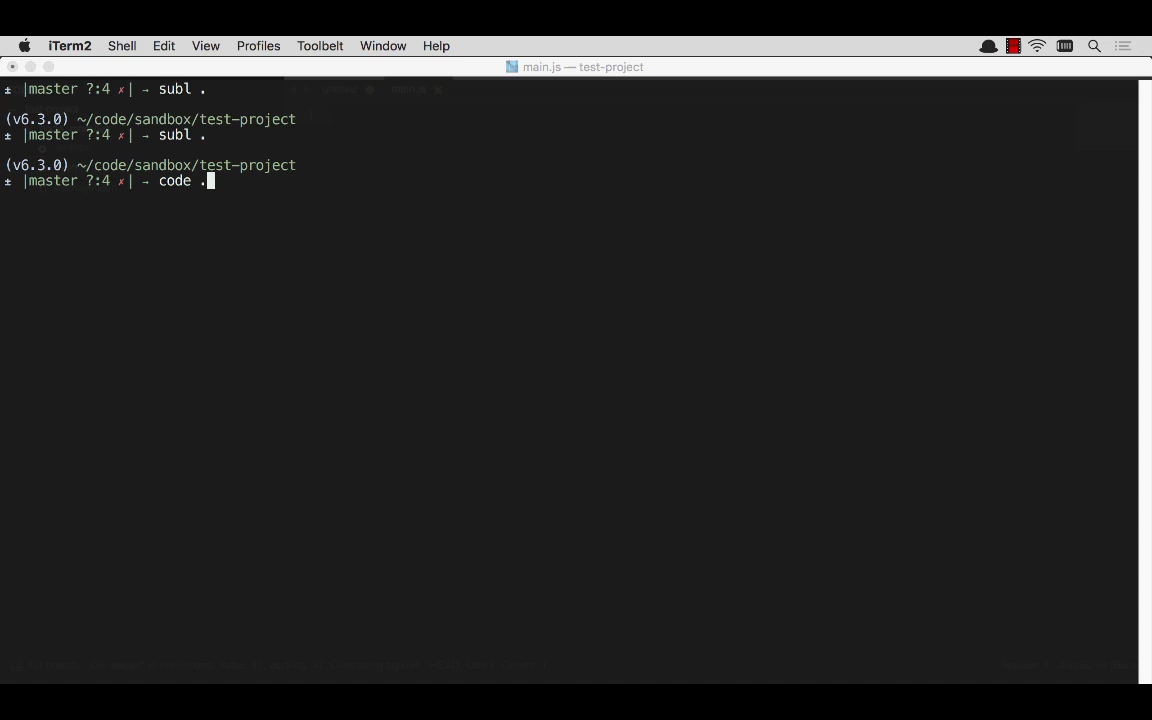 iTerm2 Shell Edit View Profiles Toolbelt Window Help
main.js — test-project
± |master ?:4 ✗| → subl .
(v6.3.0) ~/code/sandbox/test-project
± |master ?:4 ✗| → subl .
(v6.3.0) ~/code/sandbox/test-project
± |master ?:4 ✗| → code .